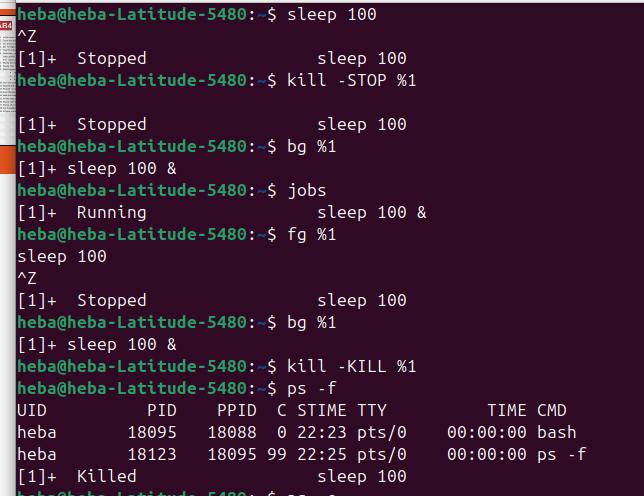 heba@heba-Latitude-5480:~$ sleep 100
^Z
[1]+  Stopped                 sleep 100
heba@heba-Latitude-5480:~$ kill -STOP %1

[1]+  Stopped                 sleep 100
heba@heba-Latitude-5480:~$ bg %1
[1]+ sleep 100 &
heba@heba-Latitude-5480:~$ jobs
[1]+  Running                 sleep 100 &
heba@heba-Latitude-5480:~$ fg %1
sleep 100
^Z
[1]+  Stopped                 sleep 100
heba@heba-Latitude-5480:~$ bg %1
[1]+ sleep 100 &
heba@heba-Latitude-5480:~$ kill -KILL %1
heba@heba-Latitude-5480:~$ ps -f
UID          PID    PPID  C STIME TTY          TIME CMD
heba       18095   18088  0 22:23 pts/0    00:00:00 bash
heba       18123   18095 99 22:25 pts/0    00:00:00 ps -f
[1]+  Killed                  sleep 100